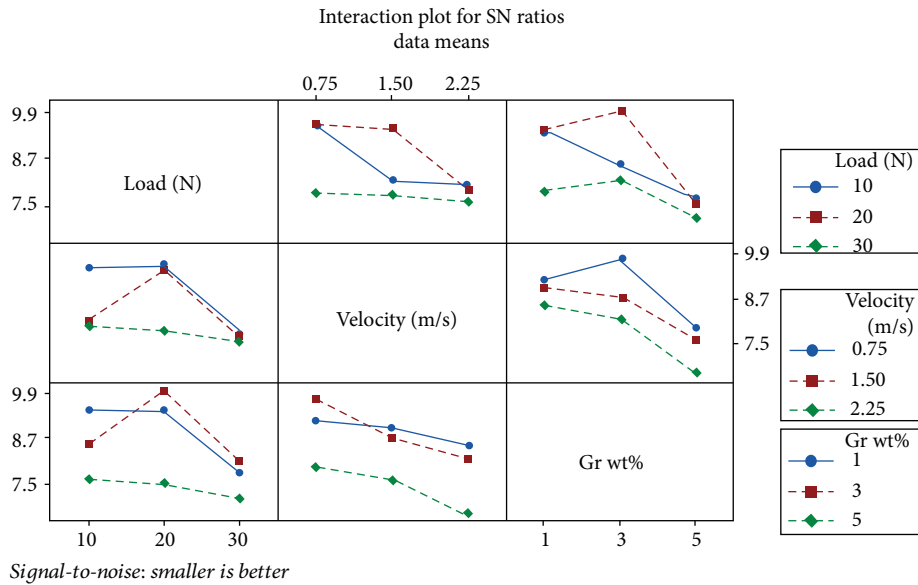 Interaction plot for SN ratios
data means
0.75 1.50 2.25
9.9
8.7
7.5
Load (N)
Velocity (m/s)
9.9
8.7
7.5
9.9
8.7
7.5
Gr wt%
10 20 30
1 3 5
Load (N)
10
20
30
Velocity
(m/s)
0.75
1.50
2.25
Gr wt%
1
3
5
Signal-to-noise: smaller is better